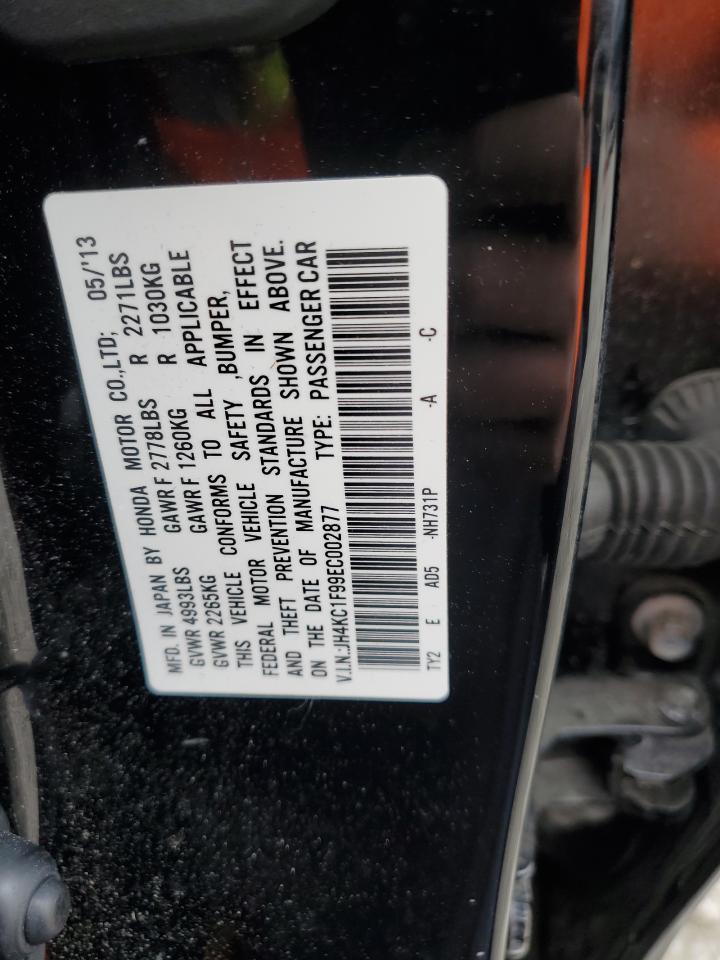 MFD. IN JAPAN BY HONDA MOTOR CO.,LTD; 05/'13
GVWR 4993LBS GAWR F 2778LBS R 2271LBS
GVWR 2265KG GAWR F 1260KG R 1030KG
THIS VEHICLE CONFORMS TO ALL APPLICABLE
FEDERAL MOTOR VEHICLE SAFETY ,BUMPER,
AND THEFT PREVENTION STANDARDS IN EFFECT
ON THE DATE OF MANUFACTURE SHOWN ABOVE.
V.I.N.:JH4KC1F99EC002877 TYPE: PASSENGER CAR
TY2 E AD5 -NH731P -A -C